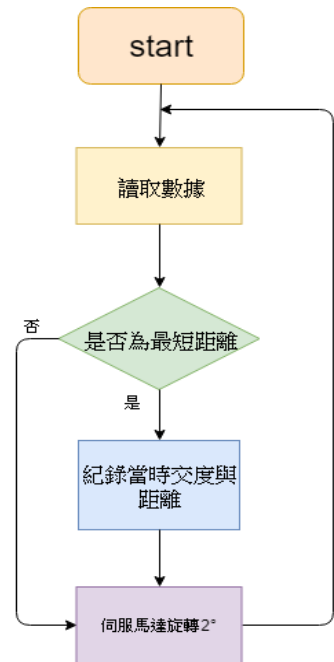 start
讀取數據
是否為最短距離
否
是
紀錄當時交度與
距離
伺服馬達旋轉2°